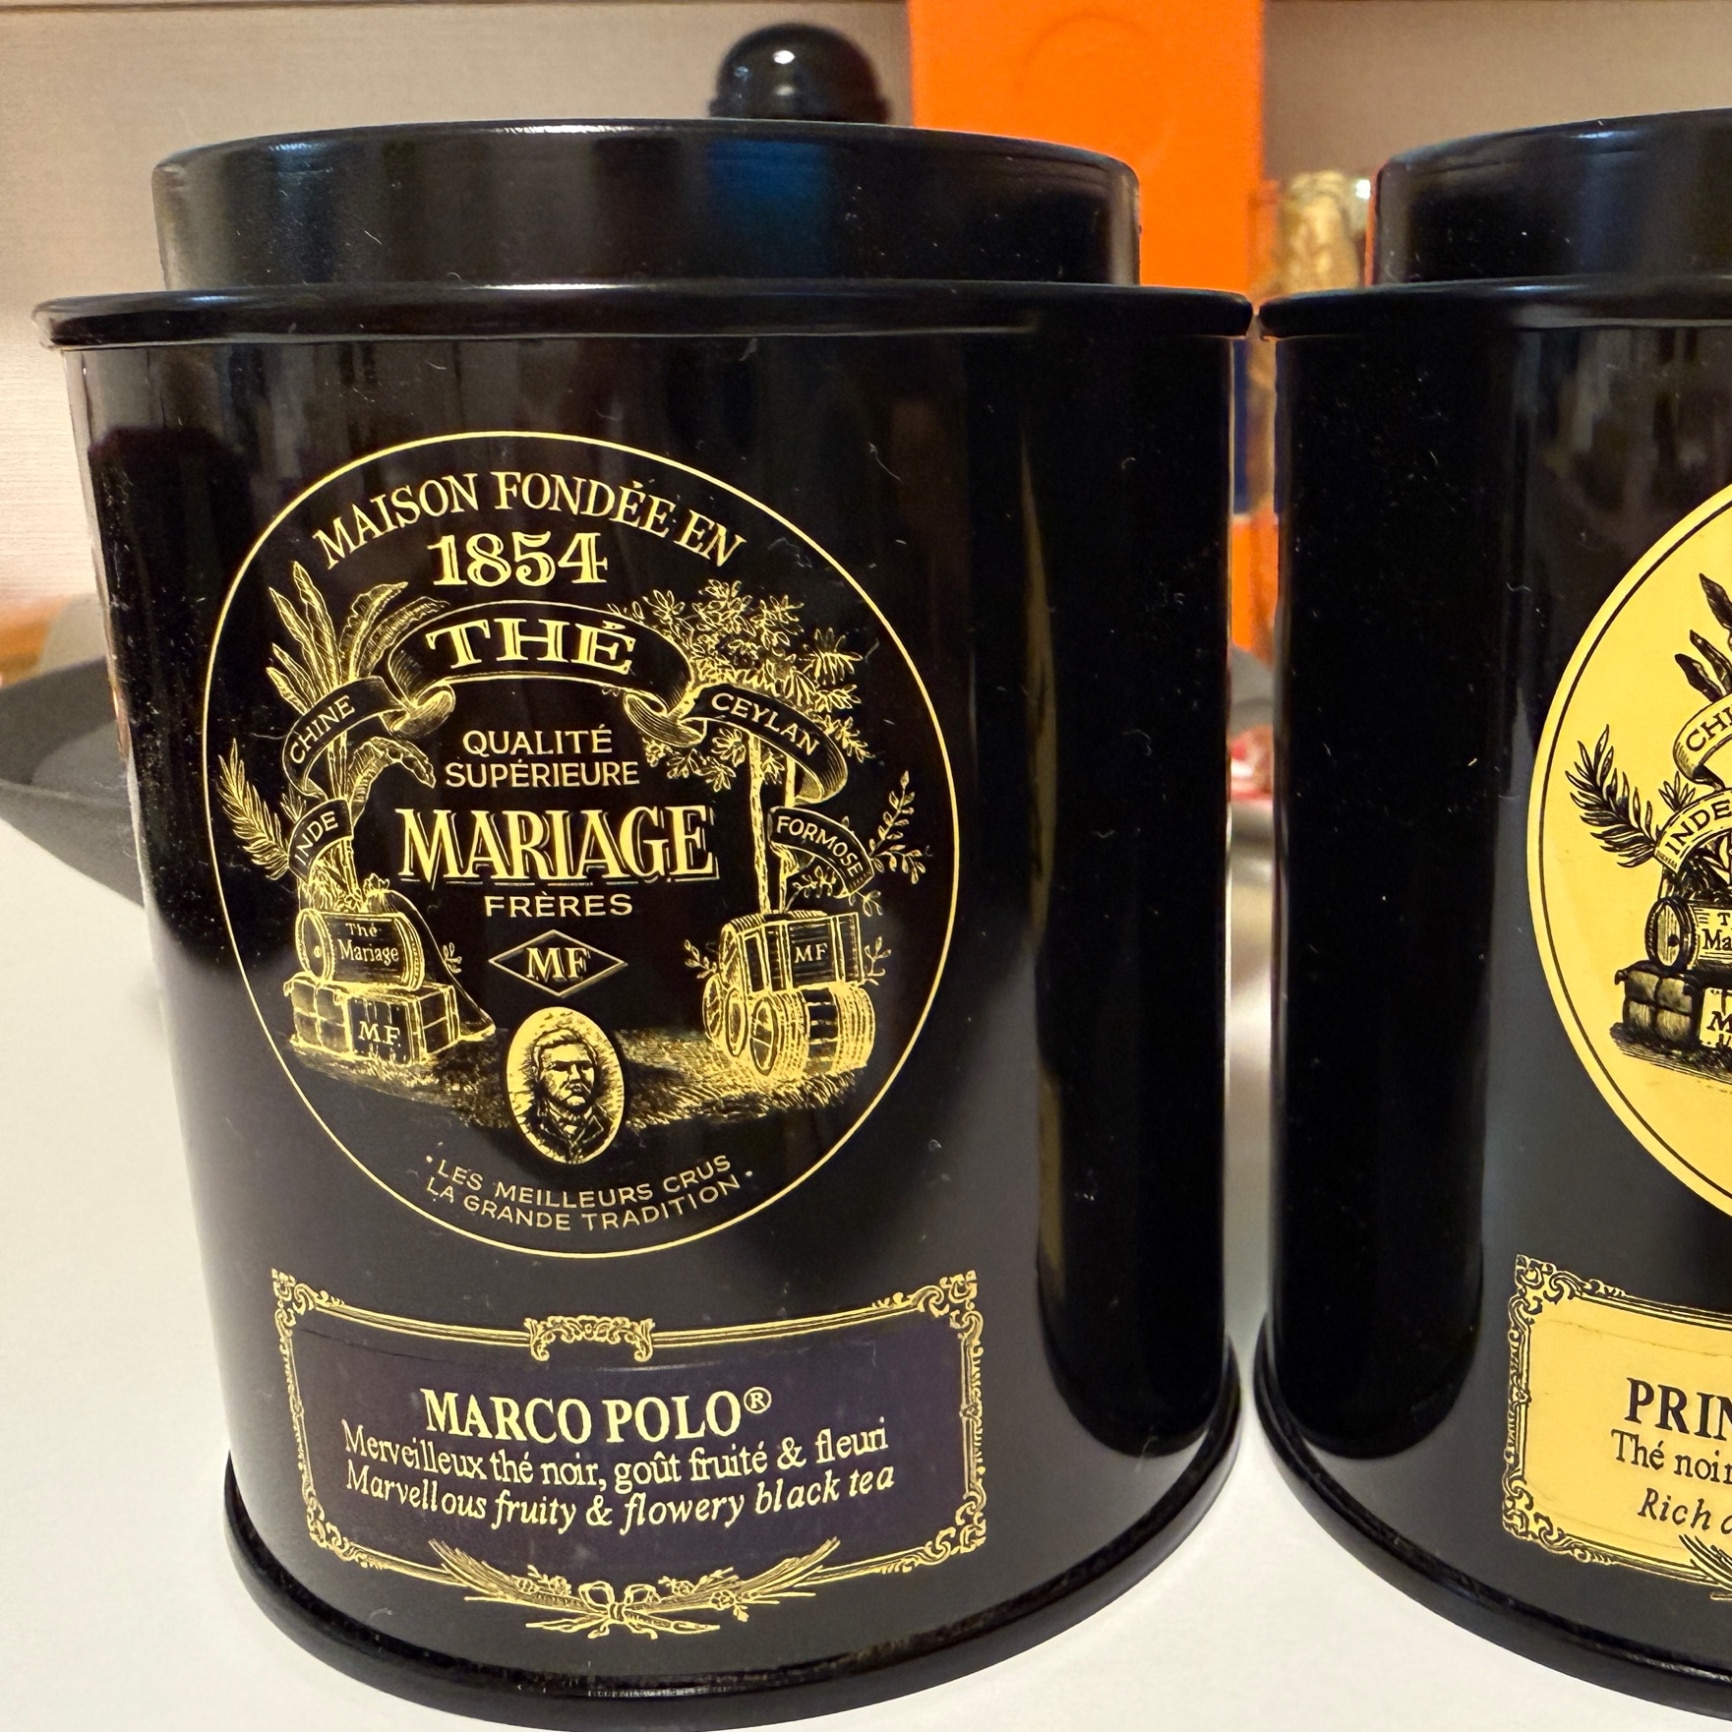 MAISON FONDÉE EN
1854
THÉ
CHINE
CEYLAN
QUALITÉ
SUPÉRIEURE
INDE
FORMOSE
MARIAGE
FRÈRES
Thé
Mariage
MF
MF
M.F.
· LES MEILLEURS CRUS ·
LA GRANDE TRADITION
MARCO POLO®
Merveilleux thé noir, goût fruité & fleuri
Marvellous fruity & flowery black tea
INDE
PRIN
Thé noir
Rich